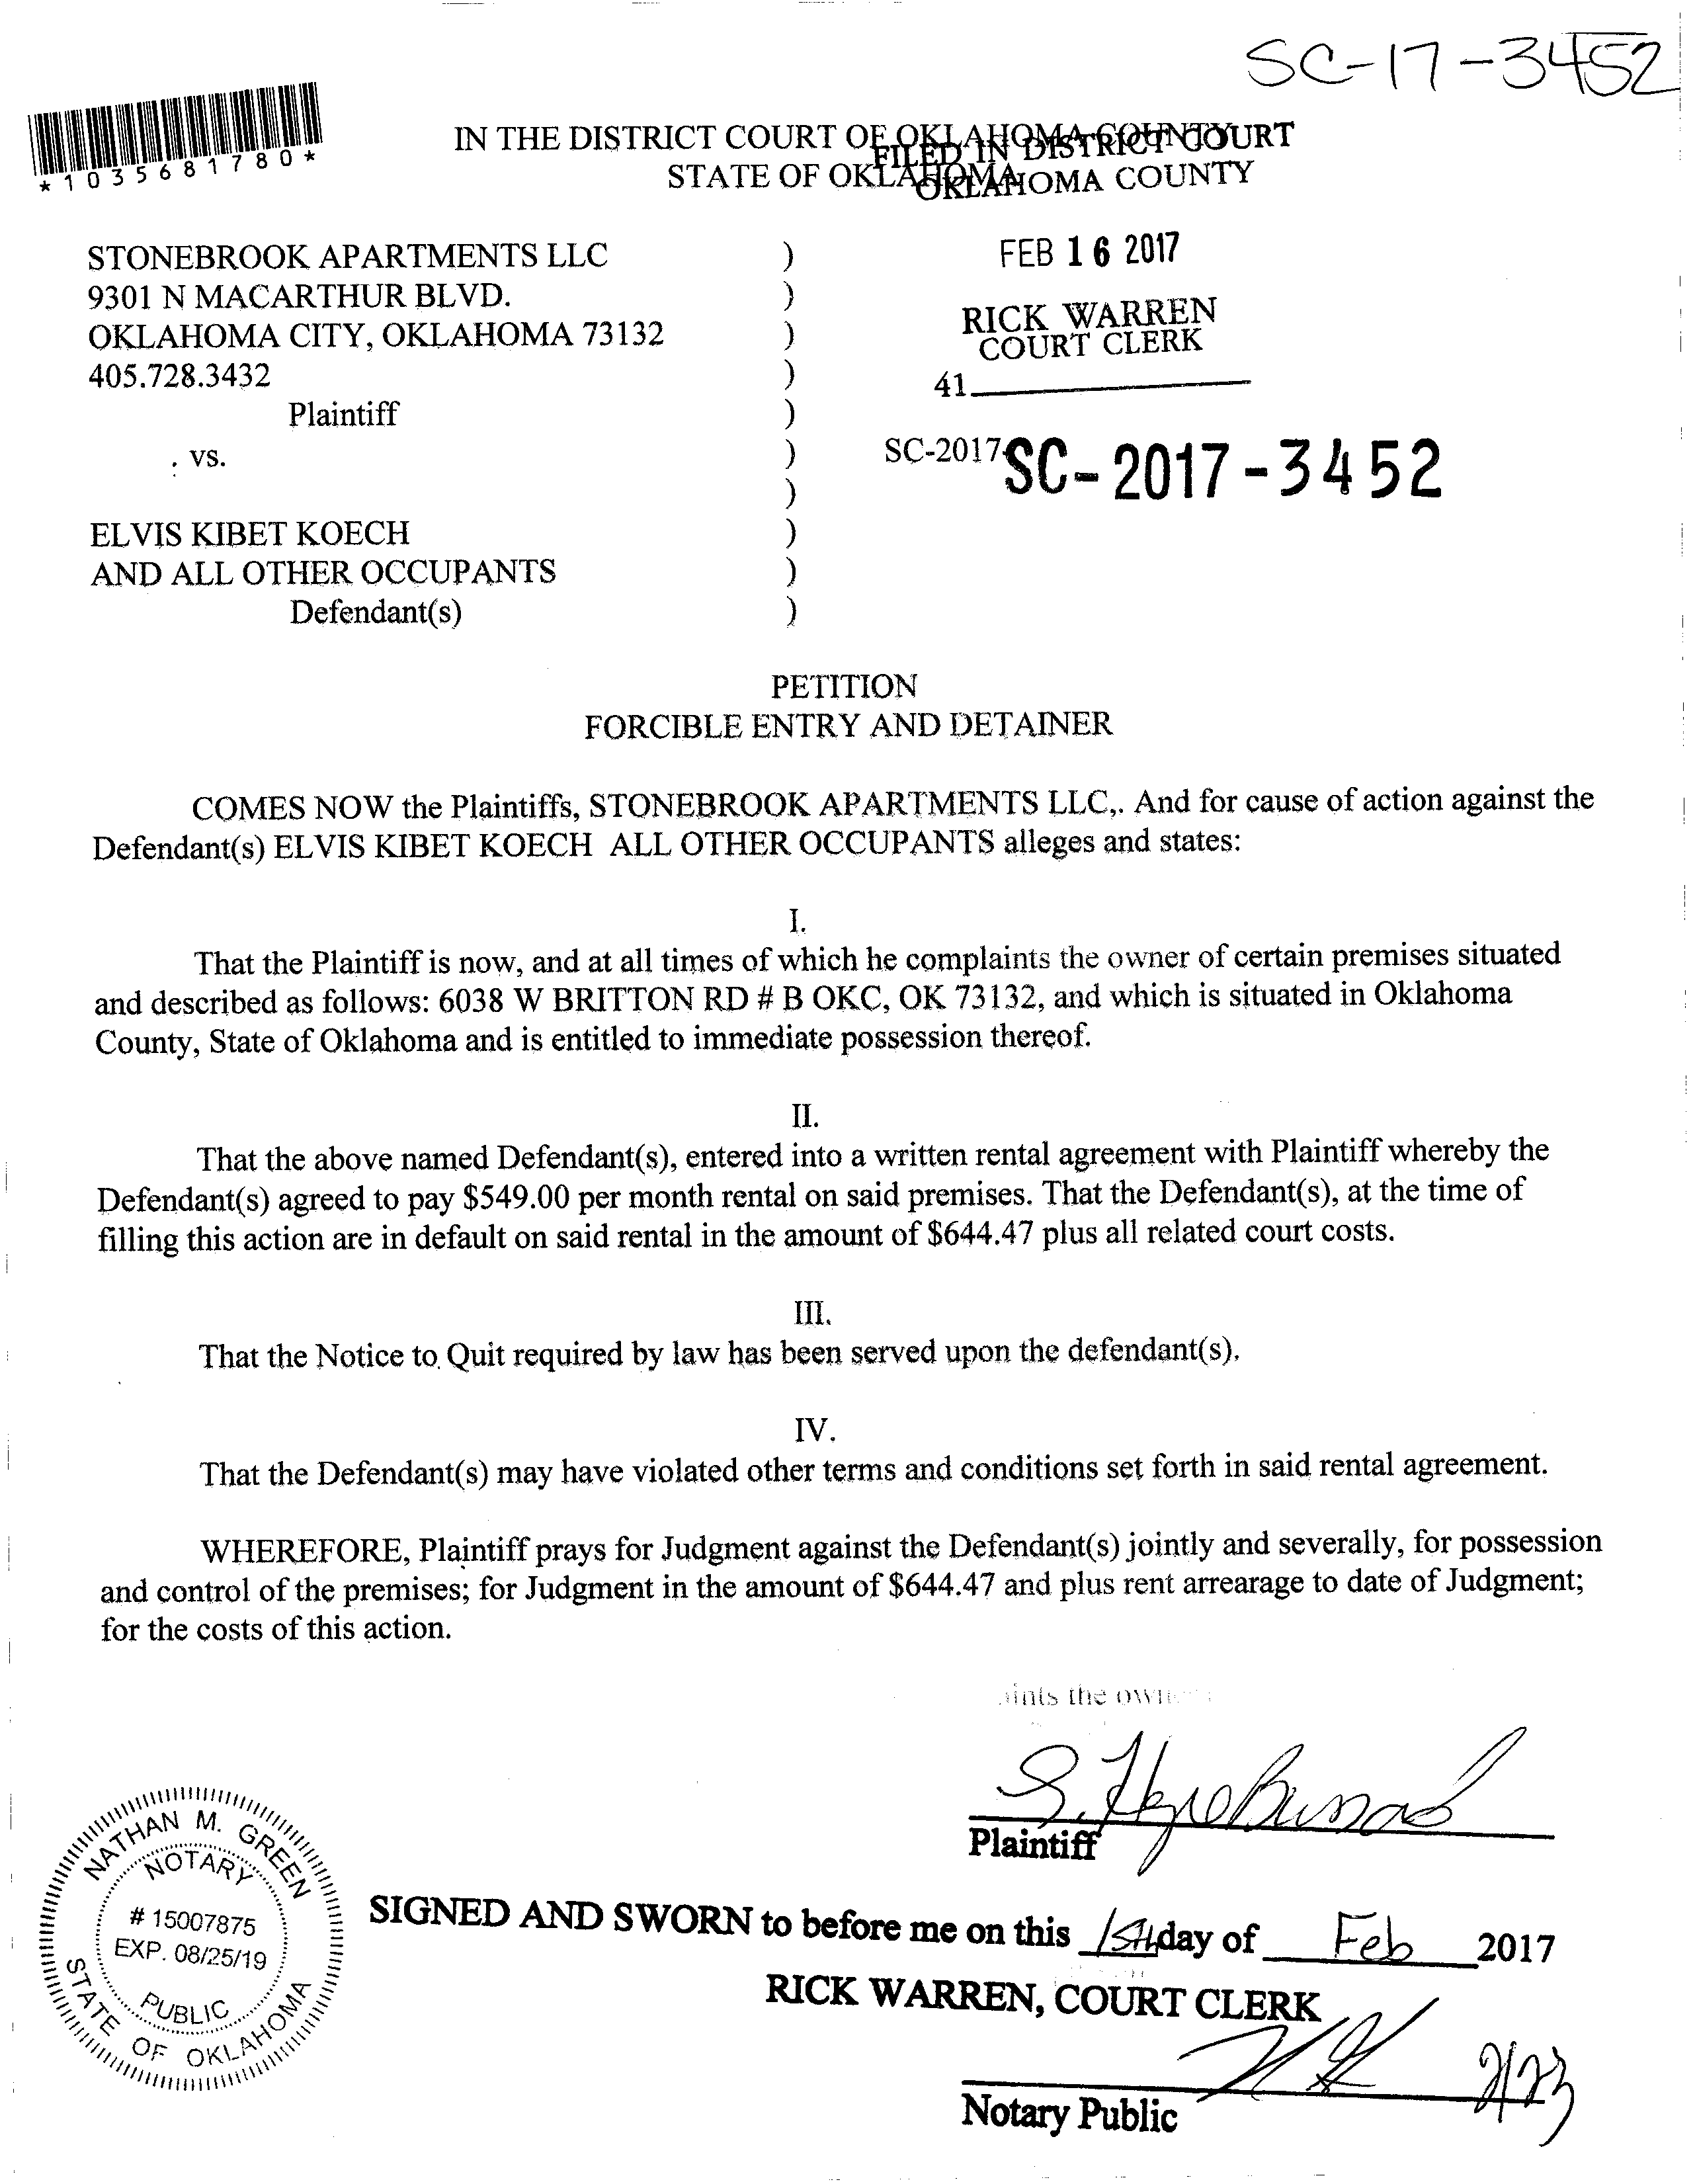 SC-17-3452
*1035681780*
IN THE DISTRICT COURT OF OKLAHOMA COUNTY
STATE OF OKLAHOMA
FILED IN DISTRICT COURT
OKLAHOMA COUNTY
FEB 16 2017
RICK WARREN
COURT CLERK
41
STONEBROOK APARTMENTS LLC )
9301 N MACARTHUR BLVD. )
OKLAHOMA CITY, OKLAHOMA 73132 )
405.728.3432 )
Plaintiff )
vs. ) SC-2017- SC-2017-3452
)
ELVIS KIBET KOECH )
AND ALL OTHER OCCUPANTS )
Defendant(s) )
PETITION
FORCIBLE ENTRY AND DETAINER
COMES NOW the Plaintiffs, STONEBROOK APARTMENTS LLC,. And for cause of action against the
Defendant(s) ELVIS KIBET KOECH ALL OTHER OCCUPANTS alleges and states:
I.
That the Plaintiff is now, and at all times of which he complaints the owner of certain premises situated
and described as follows: 6038 W BRITTON RD # B OKC, OK 73132, and which is situated in Oklahoma
County, State of Oklahoma and is entitled to immediate possession thereof.
II.
That the above named Defendant(s), entered into a written rental agreement with Plaintiff whereby the
Defendant(s) agreed to pay $549.00 per month rental on said premises. That the Defendant(s), at the time of
filling this action are in default on said rental in the amount of $644.47 plus all related court costs.
III.
That the Notice to Quit required by law has been served upon the defendant(s).
IV.
That the Defendant(s) may have violated other terms and conditions set forth in said rental agreement.
WHEREFORE, Plaintiff prays for Judgment against the Defendant(s) jointly and severally, for possession
and control of the premises; for Judgment in the amount of $644.47 and plus rent arrearage to date of Judgment;
for the costs of this action.
the
Plaintiff
NATHAN M. GREEN
NOTARY
# 15007875
EXP. 08/25/19
PUBLIC
STATE OF OKLAHOMA
SIGNED AND SWORN to before me on this day of Feb 2017
RICK WARREN, COURT CLERK
Notary Public